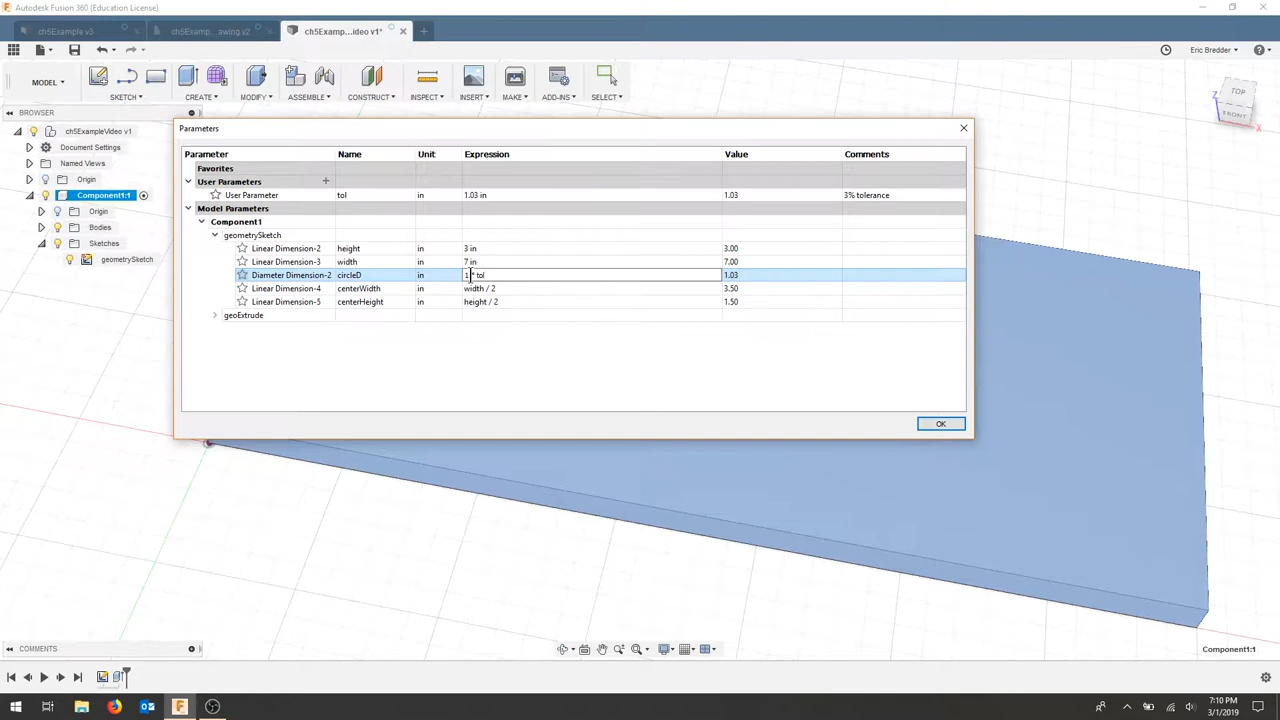 Autodesk Fusion 360 (Education License)
ch5Example v3 ch5Examp...awing v2 ch5Examp...ideo v1*
Eric Bredder
MODEL SKETCH CREATE MODIFY ASSEMBLE CONSTRUCT INSPECT INSERT MAKE ADD-INS SELECT
BROWSER
TOP
FRONT
Z
X
ch5ExampleVideo v1
Document Settings
Named Views
Origin
Component1:1
Origin
Bodies
Sketches
geometrySketch
Parameters
Parameter Name Unit Expression Value Comments
Favorites
User Parameters
User Parameter tol in 1.03 in 1.03 3% tolerance
Model Parameters
Component1
geometrySketch
Linear Dimension-2 height in 3 in 3.00
Linear Dimension-3 width in 7 in 7.00
Diameter Dimension-2 circleD in 1 * tol 1.03
Linear Dimension-4 centerWidth in width / 2 3.50
Linear Dimension-5 centerHeight in height / 2 1.50
geoExtrude
OK
COMMENTS
Component1:1
7:10 PM
3/1/2019